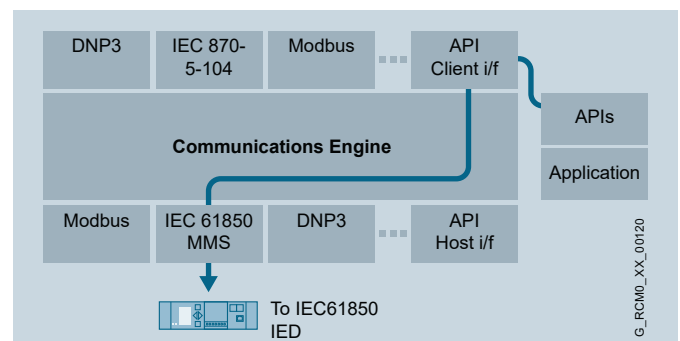 DNP3
IEC 870-
5-104
Modbus
API
Client i/f
APIs
Application
Communications Engine
Modbus
IEC 61850
MMS
DNP3
API
Host i/f
To IEC61850
IED
G_RCM0_XX_00120